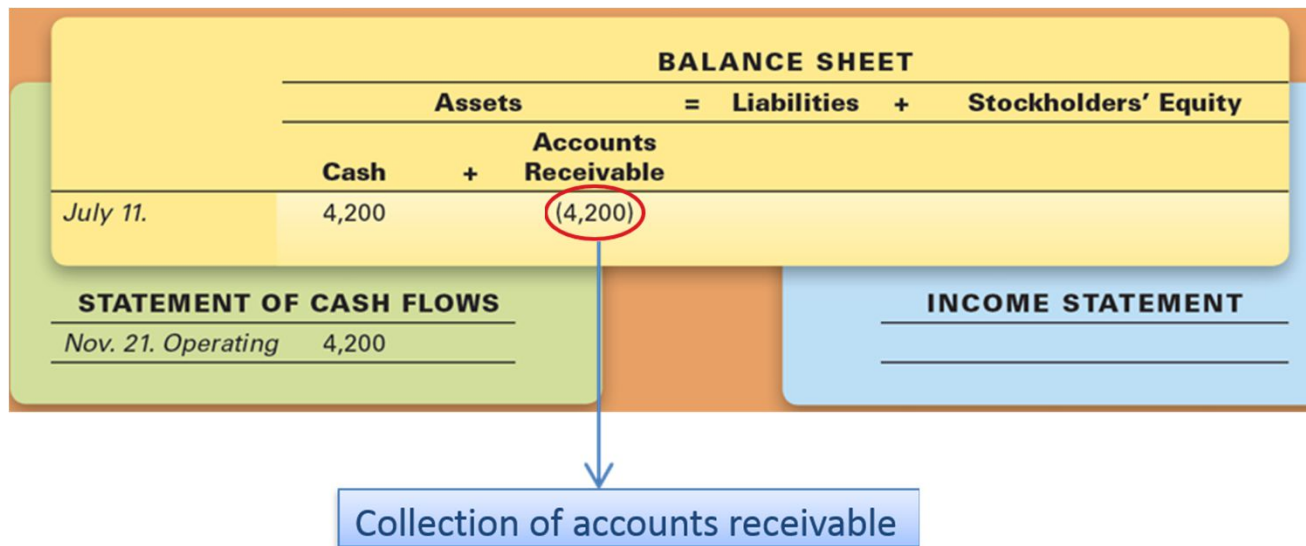 BALANCE SHEET
Assets = Liabilities + Stockholders' Equity
Accounts
Cash + Receivable
July 11. 4,200 (4,200)
STATEMENT OF CASH FLOWS
Nov. 21. Operating 4,200
INCOME STATEMENT
Collection of accounts receivable